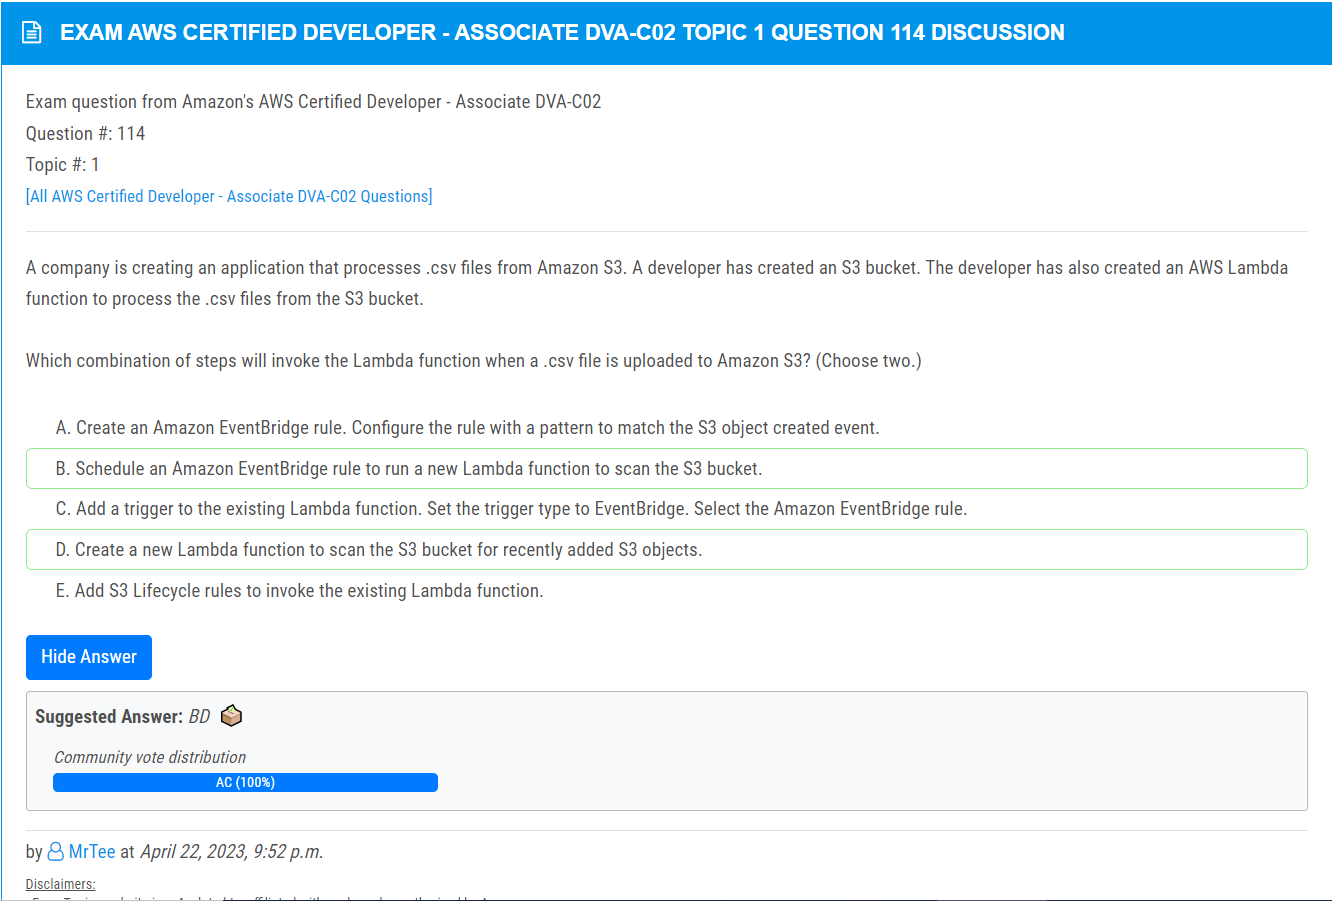 EXAM AWS CERTIFIED DEVELOPER - ASSOCIATE DVA-C02 TOPIC 1 QUESTION 114 DISCUSSION
Exam question from Amazon's AWS Certified Developer - Associate DVA-C02
Question #: 114
Topic #: 1
[All AWS Certified Developer - Associate DVA-C02 Questions]
A company is creating an application that processes .csv files from Amazon S3. A developer has created an S3 bucket. The developer has also created an AWS Lambda
function to process the .csv files from the S3 bucket.
Which combination of steps will invoke the Lambda function when a .csv file is uploaded to Amazon S3? (Choose two.)
A. Create an Amazon EventBridge rule. Configure the rule with a pattern to match the S3 object created event.
B. Schedule an Amazon EventBridge rule to run a new Lambda function to scan the S3 bucket.
C. Add a trigger to the existing Lambda function. Set the trigger type to EventBridge. Select the Amazon EventBridge rule.
D. Create a new Lambda function to scan the S3 bucket for recently added S3 objects.
E. Add S3 Lifecycle rules to invoke the existing Lambda function.
Hide Answer
Suggested Answer: BD
Community vote distribution
AC (100%)
by MrTee at April 22, 2023, 9:52 p.m.
Disclaimers: